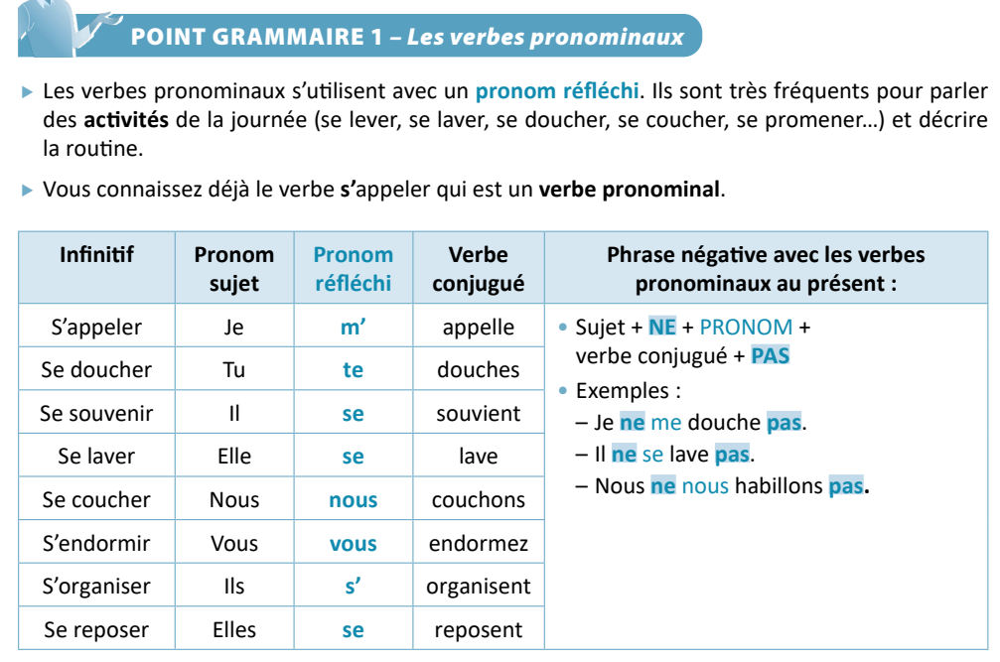 POINT GRAMMAIRE 1 – Les verbes pronominaux
▶ Les verbes pronominaux s’utilisent avec un pronom réfléchi. Ils sont très fréquents pour parler
des activités de la journée (se lever, se laver, se doucher, se coucher, se promener…) et décrire
la routine.
▶ Vous connaissez déjà le verbe s’appeler qui est un verbe pronominal.
Infinitif
Pronom
sujet
Pronom
réfléchi
Verbe
conjugué
Phrase négative avec les verbes
pronominaux au présent :
S’appeler Je m’ appelle
Se doucher Tu te douches
Se souvenir Il se souvient
Se laver Elle se lave
Se coucher Nous nous couchons
S’endormir Vous vous endormez
S’organiser Ils s’ organisent
Se reposer Elles se reposent
• Sujet + NE + PRONOM +
verbe conjugué + PAS
• Exemples :
– Je ne me douche pas.
– Il ne se lave pas.
– Nous ne nous habillons pas.